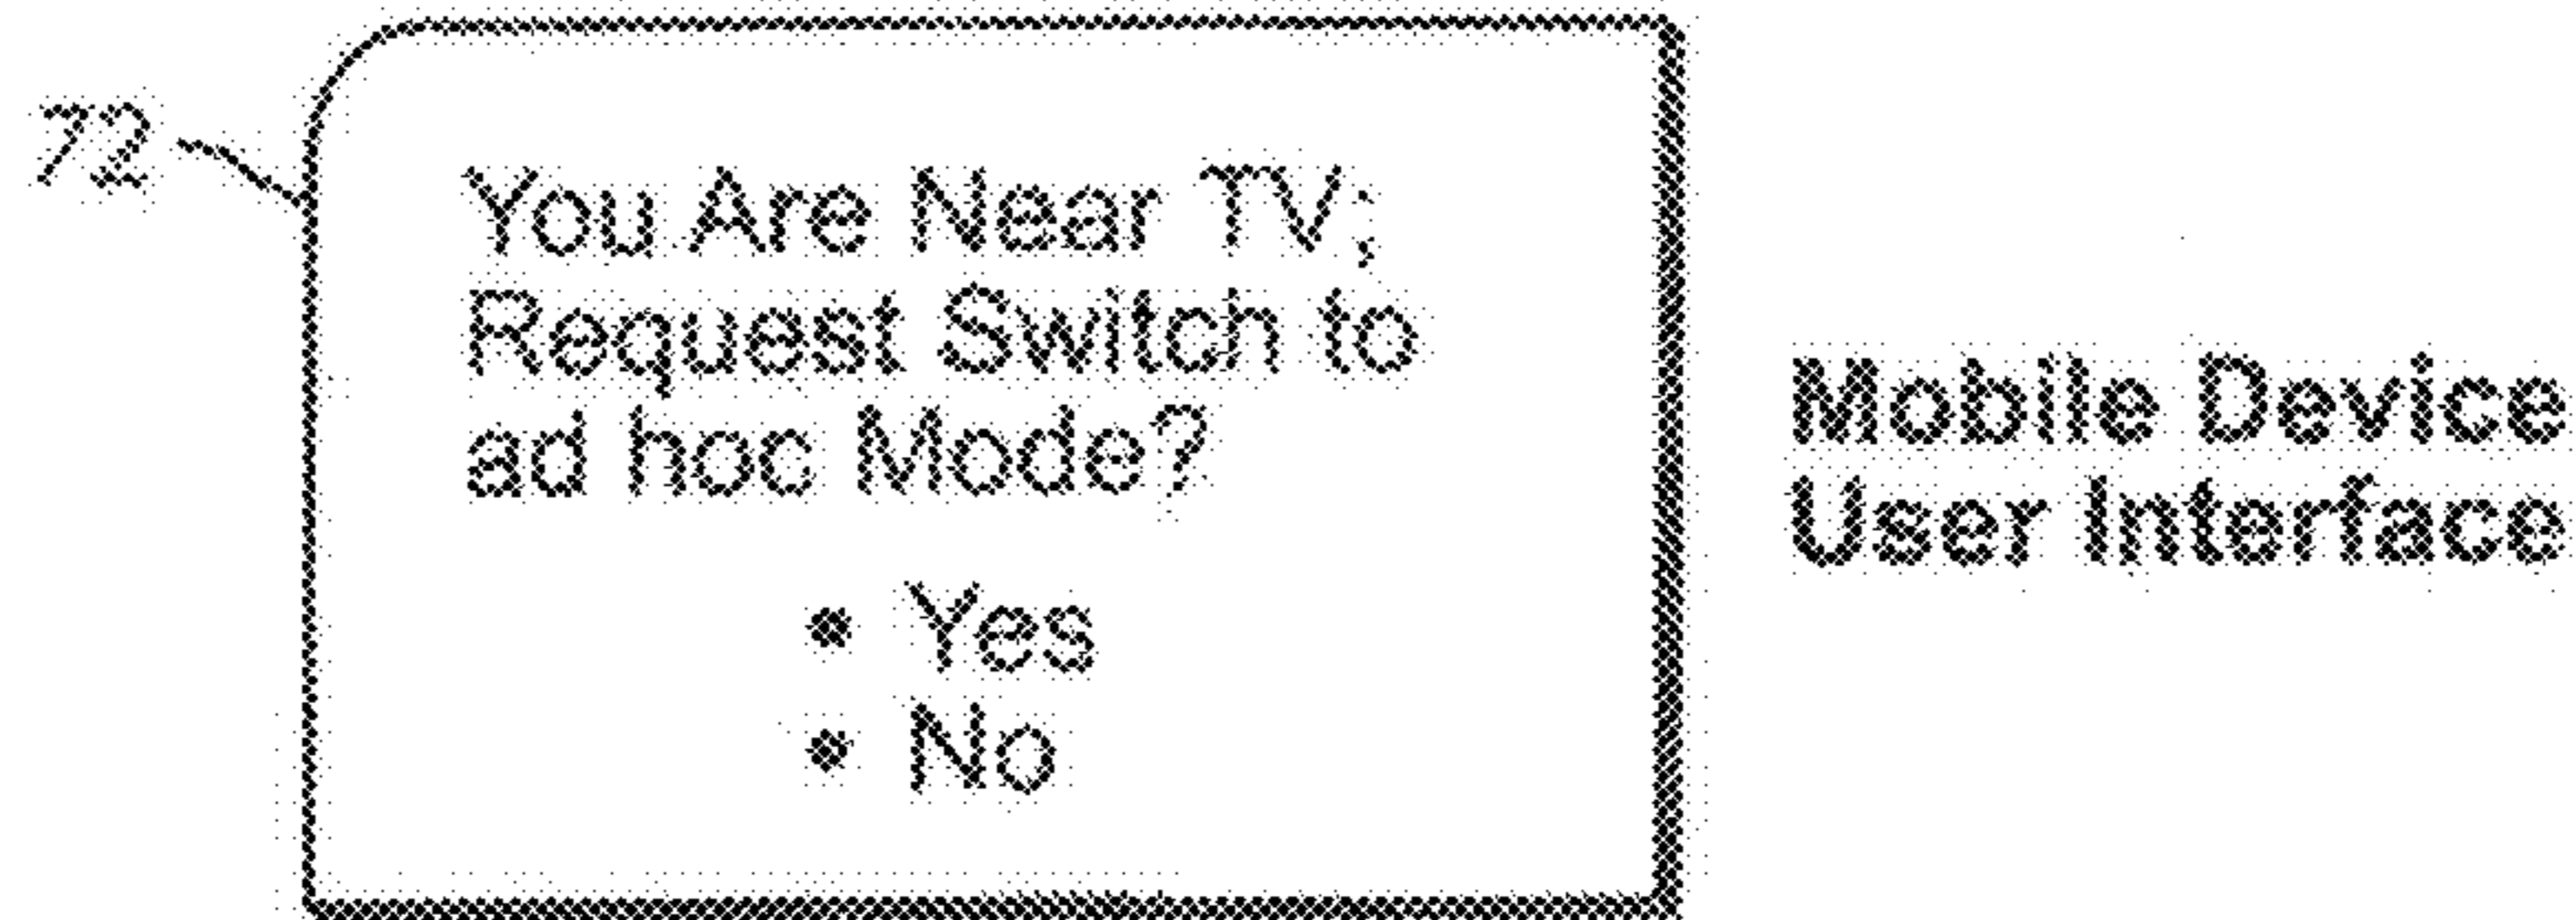 72
You Are Near TV;
Request Switch to
ad hoc Mode?
• Yes
• No
Mobile Device
User Interface